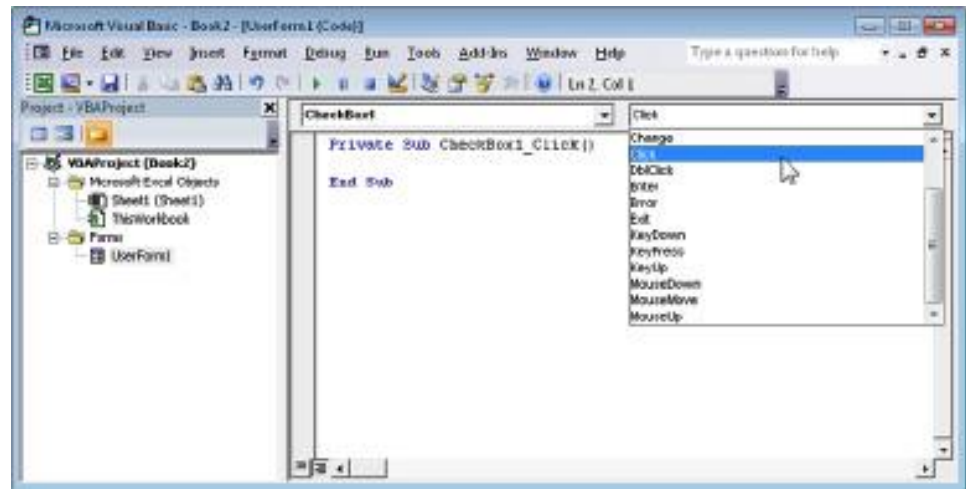 Microsoft Visual Basic - Book2 - [UserForm1 (Code)]
File Edit View Insert Format Debug Run Tools Add-Ins Window Help Type a question for help
Ln 2, Col 1
Project - VBAProject
CheckBox1 Click
VBAProject (Book2)
Microsoft Excel Objects
Sheet1 (Sheet1)
ThisWorkbook
Forms
UserForm1
Private Sub CheckBox1_Click()
End Sub
Change
Click
DblClick
Enter
Error
Exit
KeyDown
KeyPress
KeyUp
MouseDown
MouseMove
MouseUp